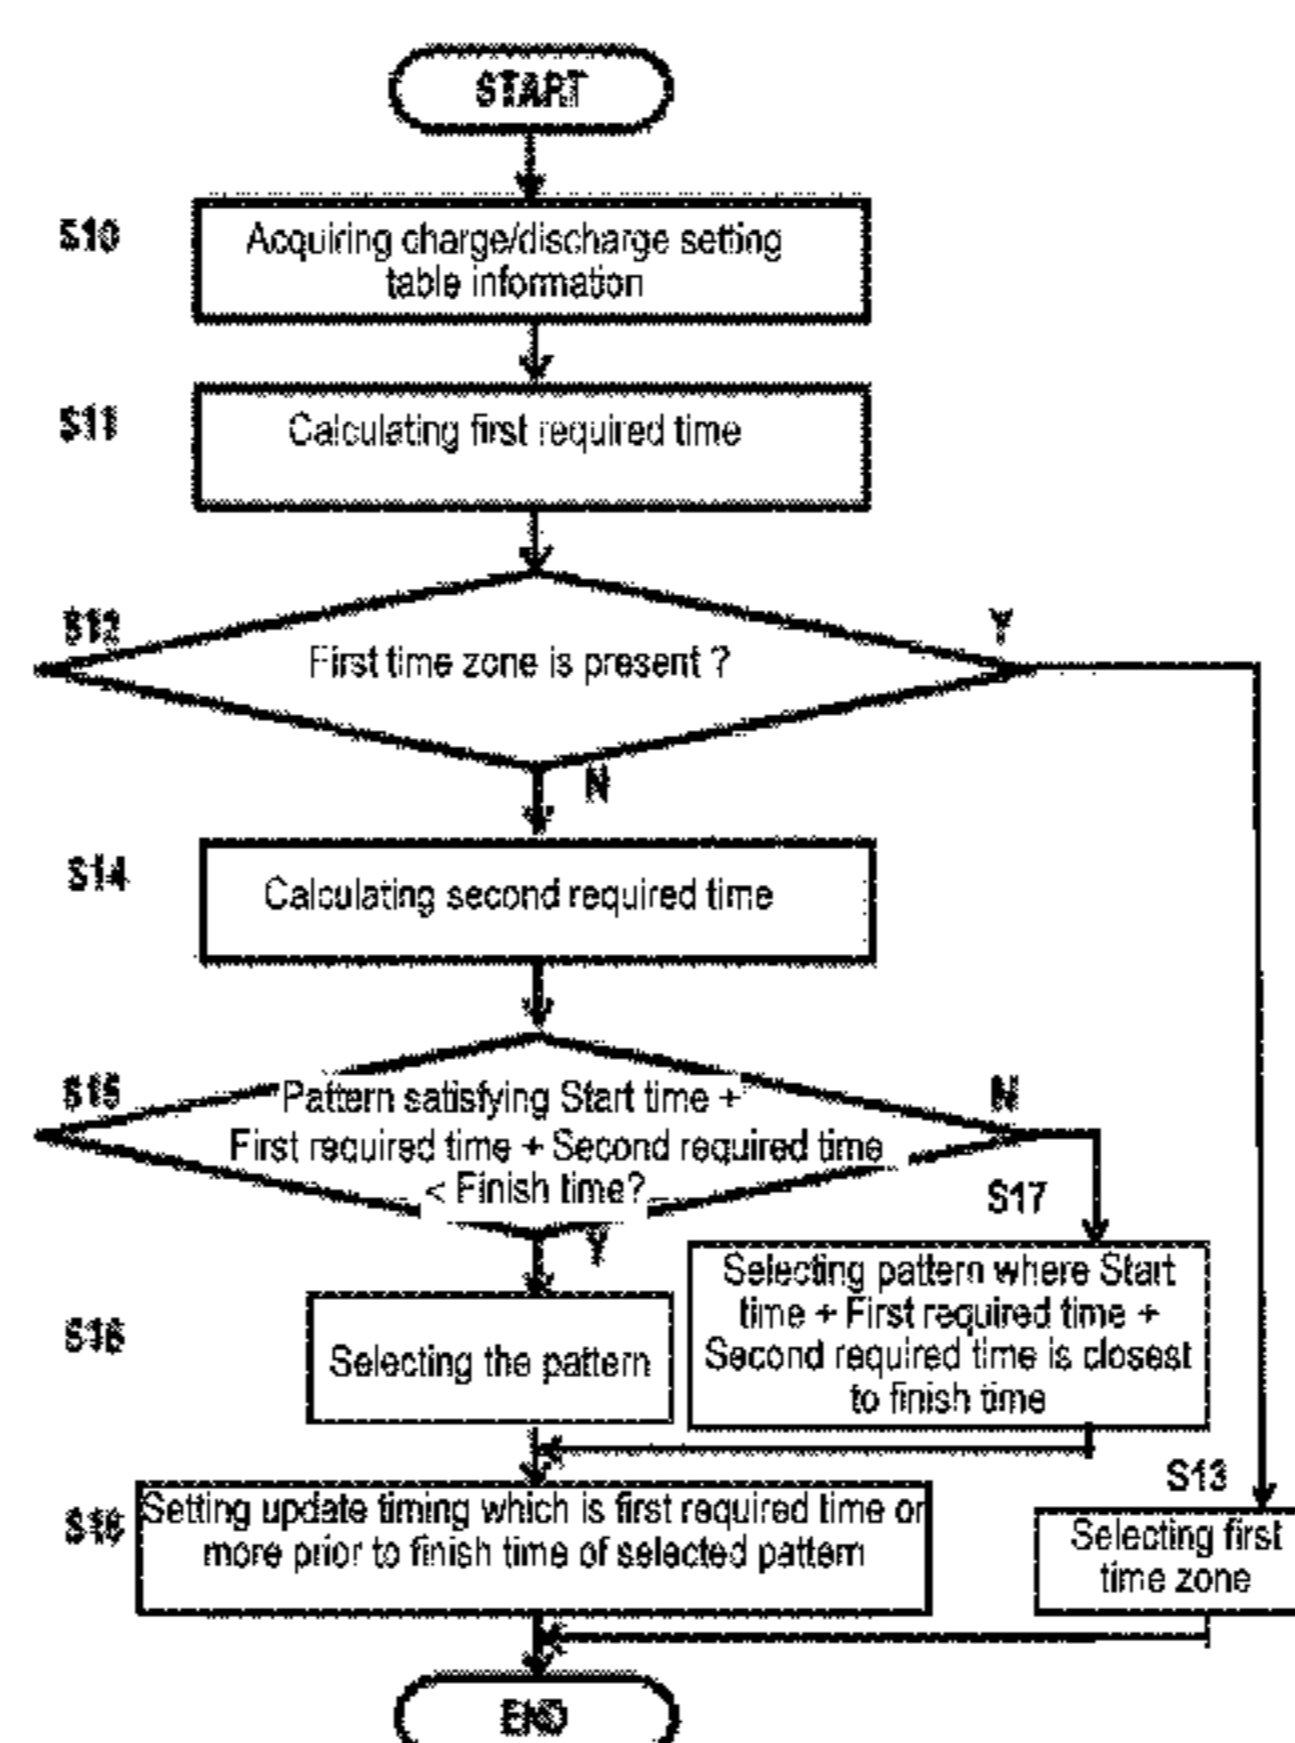 START
S10
Acquiring charge/discharge setting
table information
S11
Calculating first required time
S12
First time zone is present ?
Y
N
S14
Calculating second required time
S15
Pattern satisfying Start time +
First required time + Second required time
< Finish time?
N
Y
S17
Selecting pattern where Start
time + First required time +
Second required time is closest
to finish time
S16
Selecting the pattern
S13
Selecting first
time zone
S18
Setting update timing which is first required time or
more prior to finish time of selected pattern
END